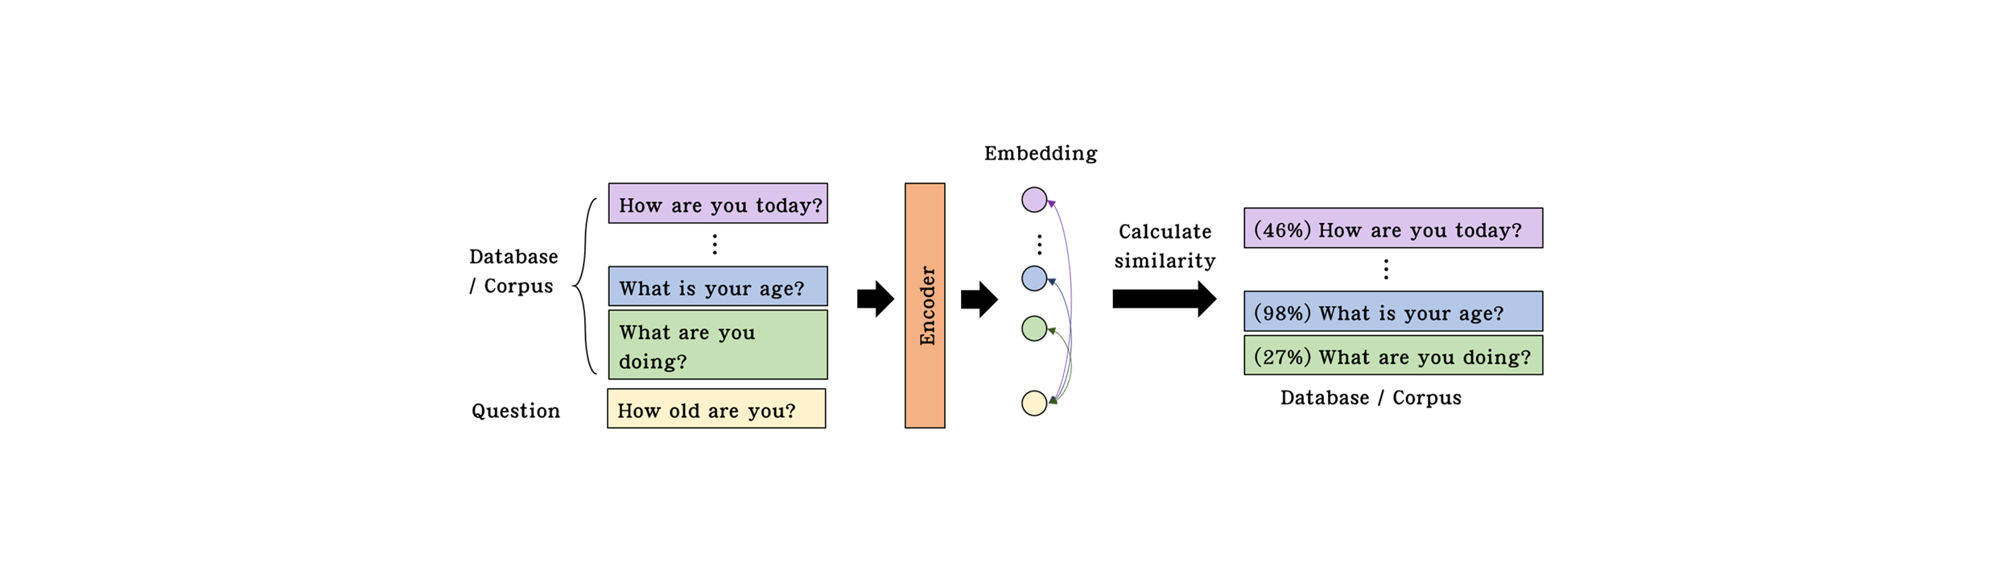 Embedding
How are you today?
Database
/ Corpus
What is your age?
What are you
doing?
Question
How old are you?
Encoder
Calculate
similarity
(46%) How are you today?
(98%) What is your age?
(27%) What are you doing?
Database / Corpus